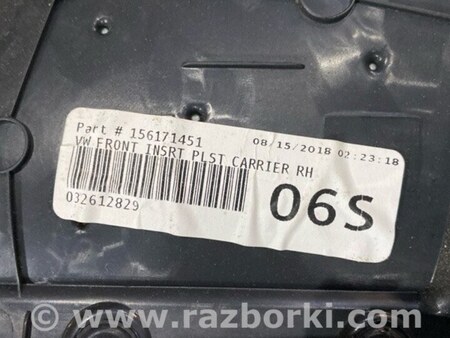 Part # 156171451
08/15/2018 02:23:18
VW FRONT INSRT PLST CARRIER RH
032612829
06S
www.razborki.com